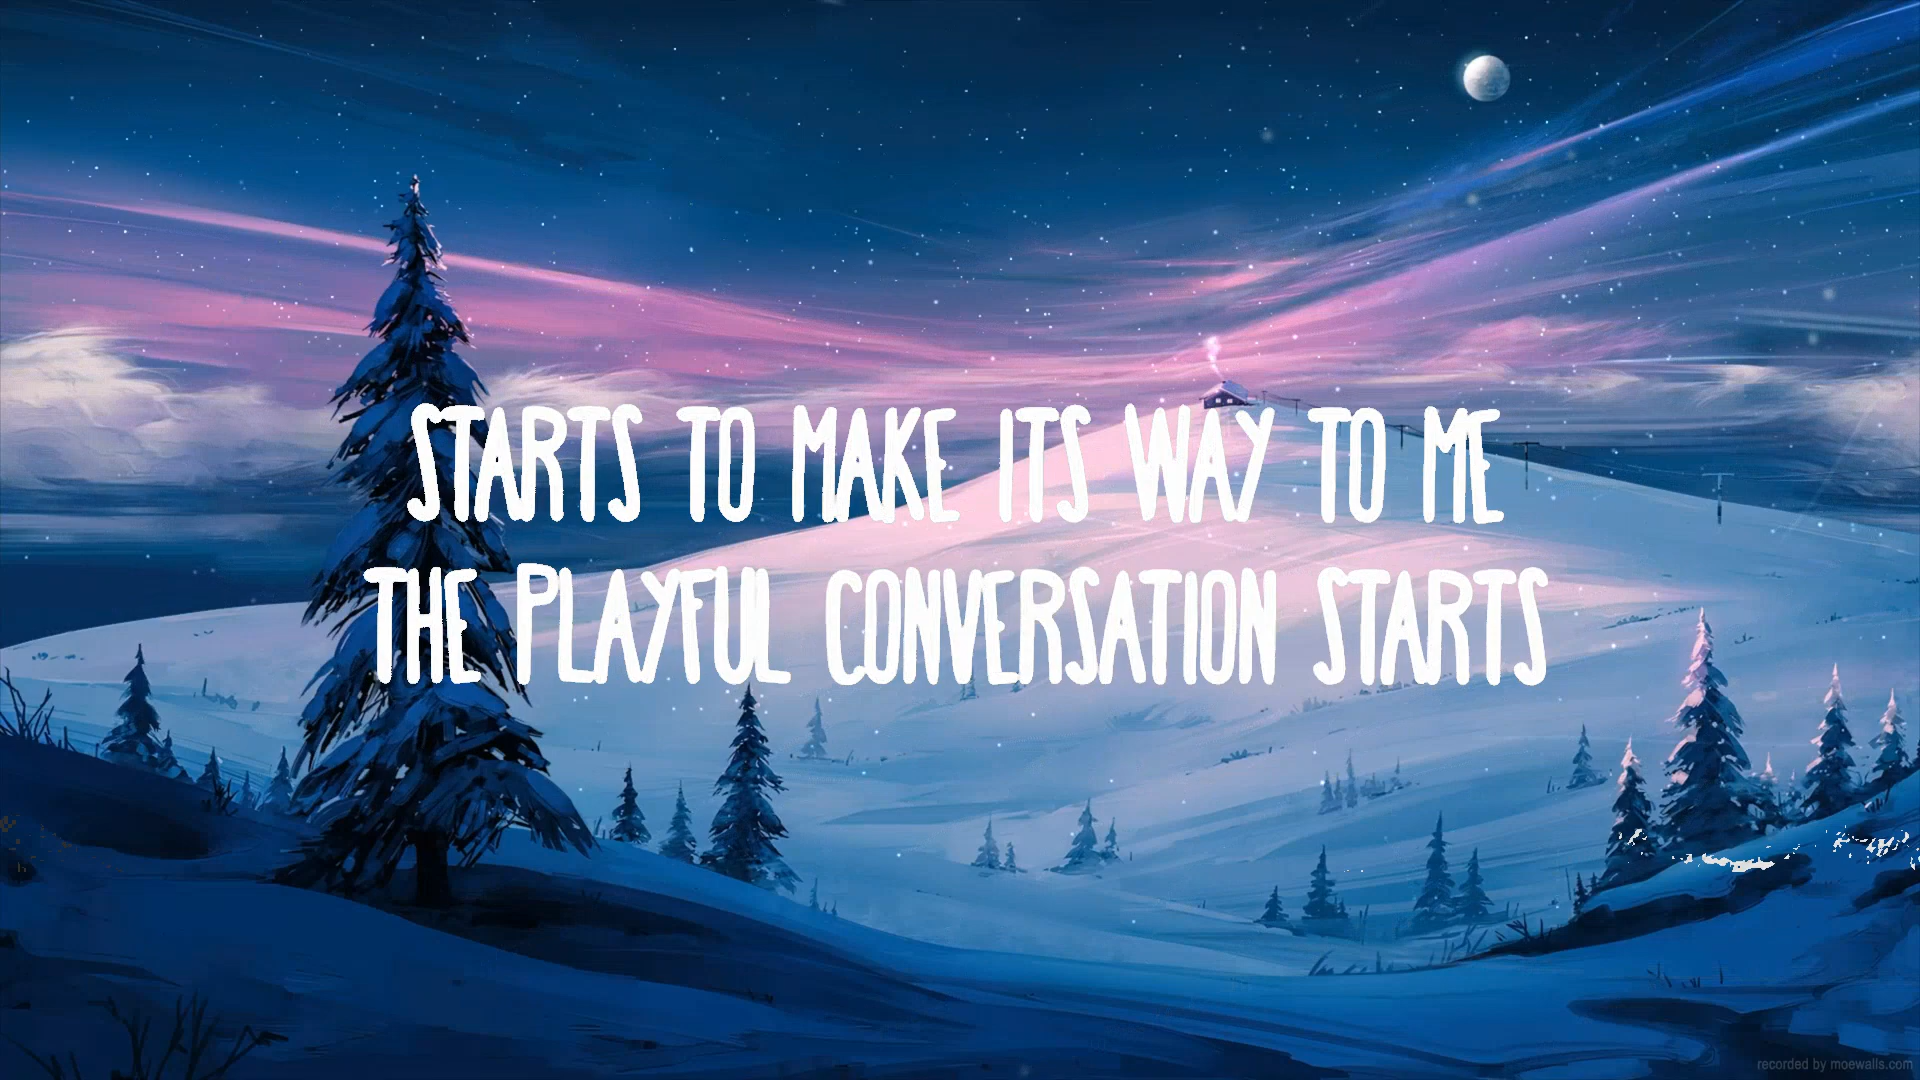 STARTS TO MAKE ITS WAY TO ME
THE PLAYFUL CONVERSATION STARTS
recorded by moewalls.com